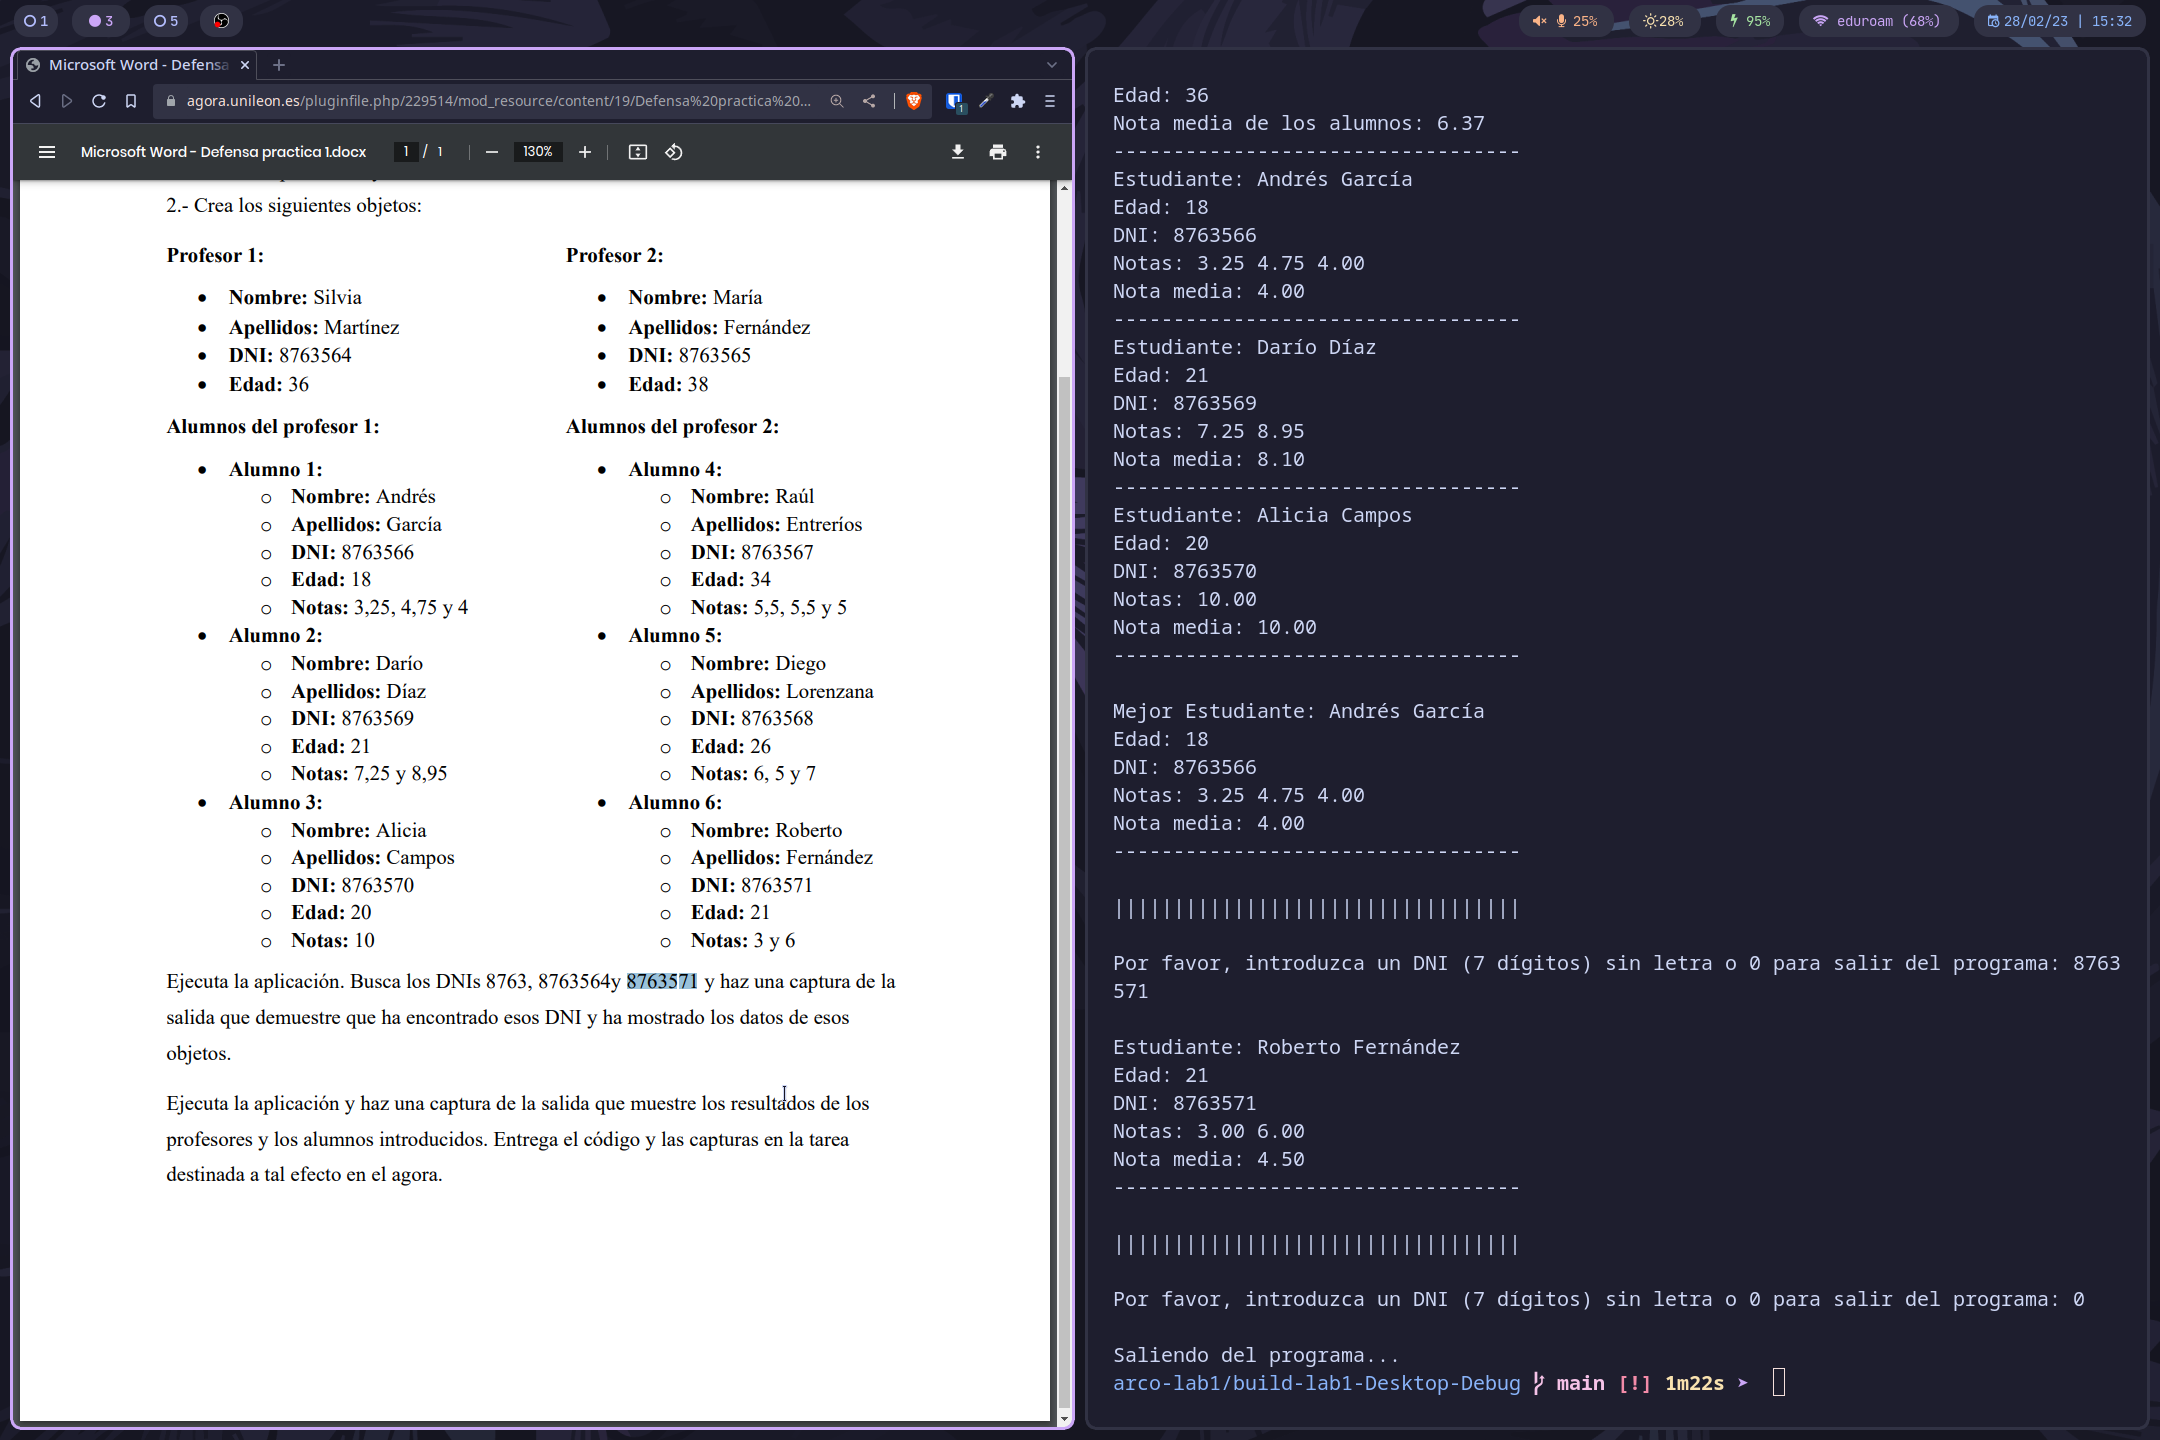 1
3
5
25%
28%
95%
eduroam (68%)
28/02/23 | 15:32
Microsoft Word - Defensa
agora.unileon.es/pluginfile.php/229514/mod_resource/content/19/Defensa%20practica%20...
1
Microsoft Word - Defensa practica 1.docx
1 / 1
130%
2.- Crea los siguientes objetos:
Profesor 1:
• Nombre: Silvia
• Apellidos: Martínez
• DNI: 8763564
• Edad: 36
Alumnos del profesor 1:
• Alumno 1:
o Nombre: Andrés
o Apellidos: García
o DNI: 8763566
o Edad: 18
o Notas: 3,25, 4,75 y 4
• Alumno 2:
o Nombre: Darío
o Apellidos: Díaz
o DNI: 8763569
o Edad: 21
o Notas: 7,25 y 8,95
• Alumno 3:
o Nombre: Alicia
o Apellidos: Campos
o DNI: 8763570
o Edad: 20
o Notas: 10
Profesor 2:
• Nombre: María
• Apellidos: Fernández
• DNI: 8763565
• Edad: 38
Alumnos del profesor 2:
• Alumno 4:
o Nombre: Raúl
o Apellidos: Entreríos
o DNI: 8763567
o Edad: 34
o Notas: 5,5, 5,5 y 5
• Alumno 5:
o Nombre: Diego
o Apellidos: Lorenzana
o DNI: 8763568
o Edad: 26
o Notas: 6, 5 y 7
• Alumno 6:
o Nombre: Roberto
o Apellidos: Fernández
o DNI: 8763571
o Edad: 21
o Notas: 3 y 6
Ejecuta la aplicación. Busca los DNIs 8763, 8763564y 8763571 y haz una captura de la
salida que demuestre que ha encontrado esos DNI y ha mostrado los datos de esos
objetos.
Ejecuta la aplicación y haz una captura de la salida que muestre los resultados de los
profesores y los alumnos introducidos. Entrega el código y las capturas en la tarea
destinada a tal efecto en el agora.
Edad: 36
Nota media de los alumnos: 6.37
----------------------------------
Estudiante: Andrés García
Edad: 18
DNI: 8763566
Notas: 3.25 4.75 4.00
Nota media: 4.00
----------------------------------
Estudiante: Darío Díaz
Edad: 21
DNI: 8763569
Notas: 7.25 8.95
Nota media: 8.10
----------------------------------
Estudiante: Alicia Campos
Edad: 20
DNI: 8763570
Notas: 10.00
Nota media: 10.00
----------------------------------
Mejor Estudiante: Andrés García
Edad: 18
DNI: 8763566
Notas: 3.25 4.75 4.00
Nota media: 4.00
----------------------------------
||||||||||||||||||||||||||||||||||
Por favor, introduzca un DNI (7 dígitos) sin letra o 0 para salir del programa: 8763
571
Estudiante: Roberto Fernández
Edad: 21
DNI: 8763571
Notas: 3.00 6.00
Nota media: 4.50
----------------------------------
||||||||||||||||||||||||||||||||||
Por favor, introduzca un DNI (7 dígitos) sin letra o 0 para salir del programa: 0
Saliendo del programa...
arco-lab1/build-lab1-Desktop-Debug main [!] 1m22s ➤